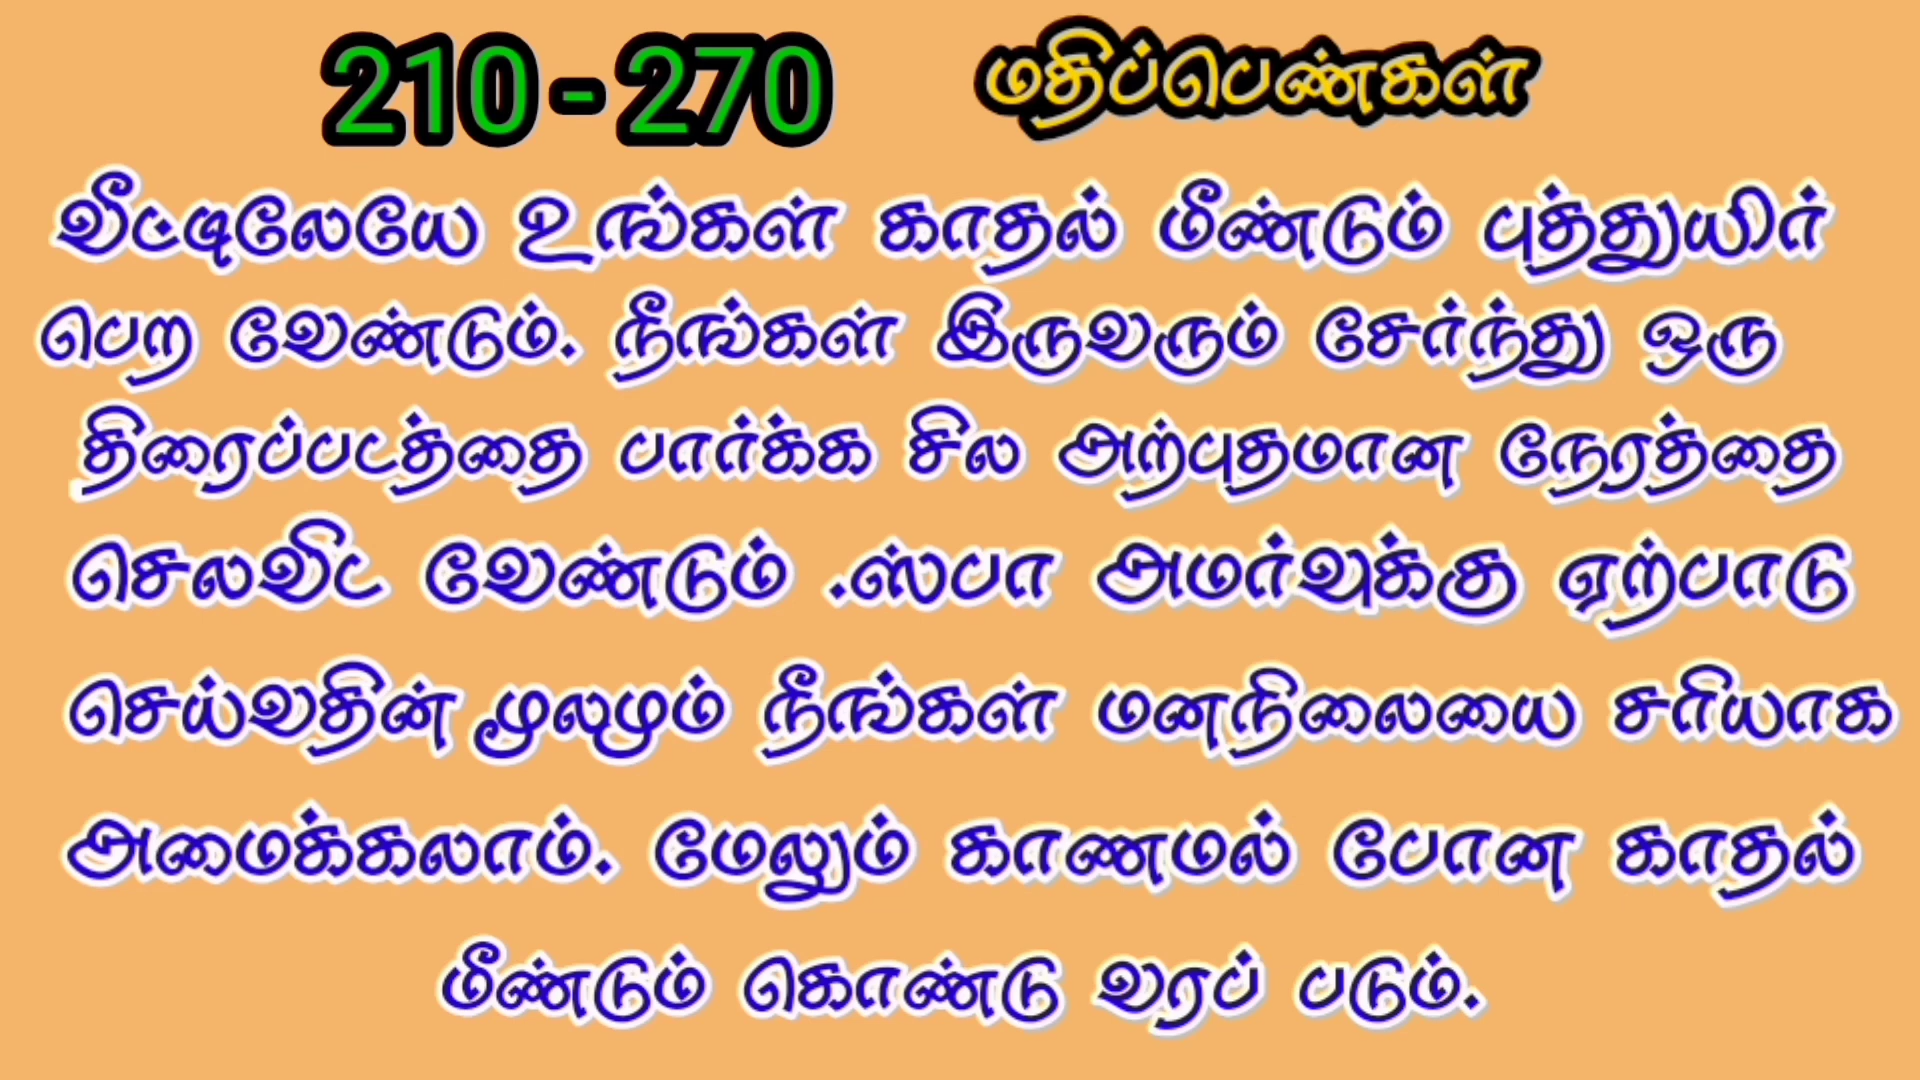 210-270 மதிப்பெண்கள்
வீட்டிலேயே உங்கள் காதல் மீண்டும் புத்துயிர்
பெற வேண்டும். நீங்கள் இருவரும் சேர்ந்து ஒரு
திரைப்படத்தை பார்க்க சில அற்புதமான நேரத்தை
செலவிட வேண்டும் .ஸ்பா அமர்வுக்கு ஏற்பாடு
செய்வதின் மூலமும் நீங்கள் மனநிலையை சரியாக
அமைக்கலாம். மேலும் காணமல் போன காதல்
மீண்டும் கொண்டு வரப் படும்.